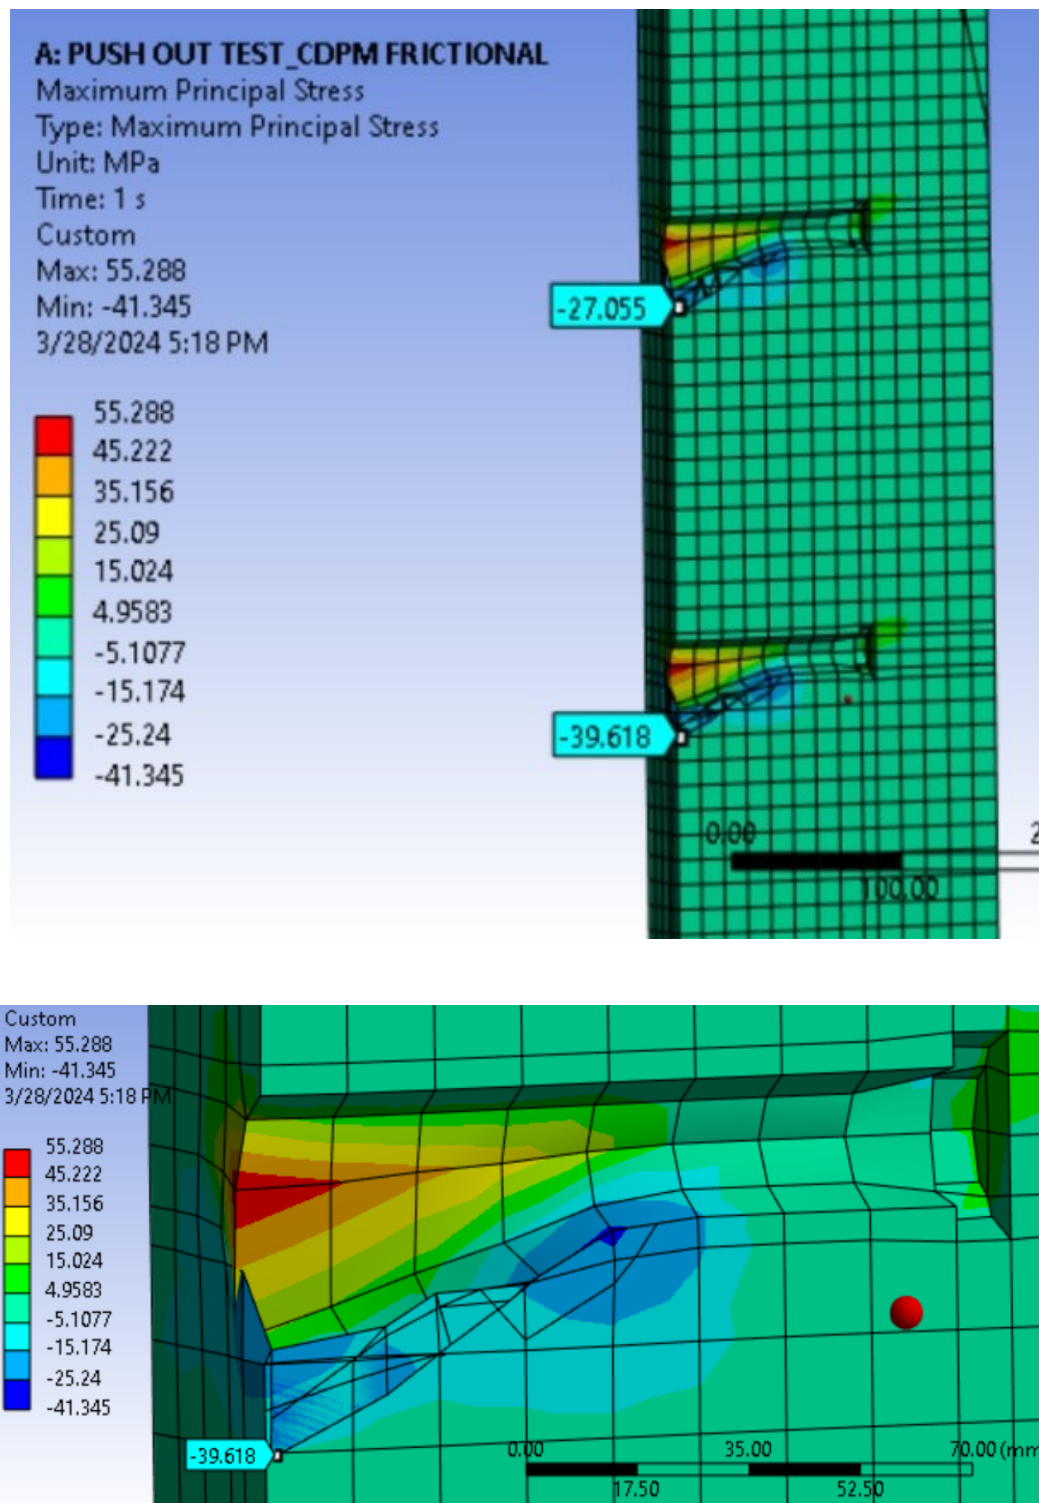 A: PUSH OUT TEST_CDPM FRICTIONAL
Maximum Principal Stress
Type: Maximum Principal Stress
Unit: MPa
Time: 1 s
Custom
Max: 55.288
Min: -41.345
3/28/2024 5:18 PM
55.288
45.222
35.156
25.09
15.024
4.9583
-5.1077
-15.174
-25.24
-41.345
-27.055
-39.618
0.00
2
100.00
Custom
Max: 55.288
Min: -41.345
3/28/2024 5:18 PM
55.288
45.222
35.156
25.09
15.024
4.9583
-5.1077
-15.174
-25.24
-41.345
-39.618
0.00 35.00 70.00 (mm
17.50 52.50